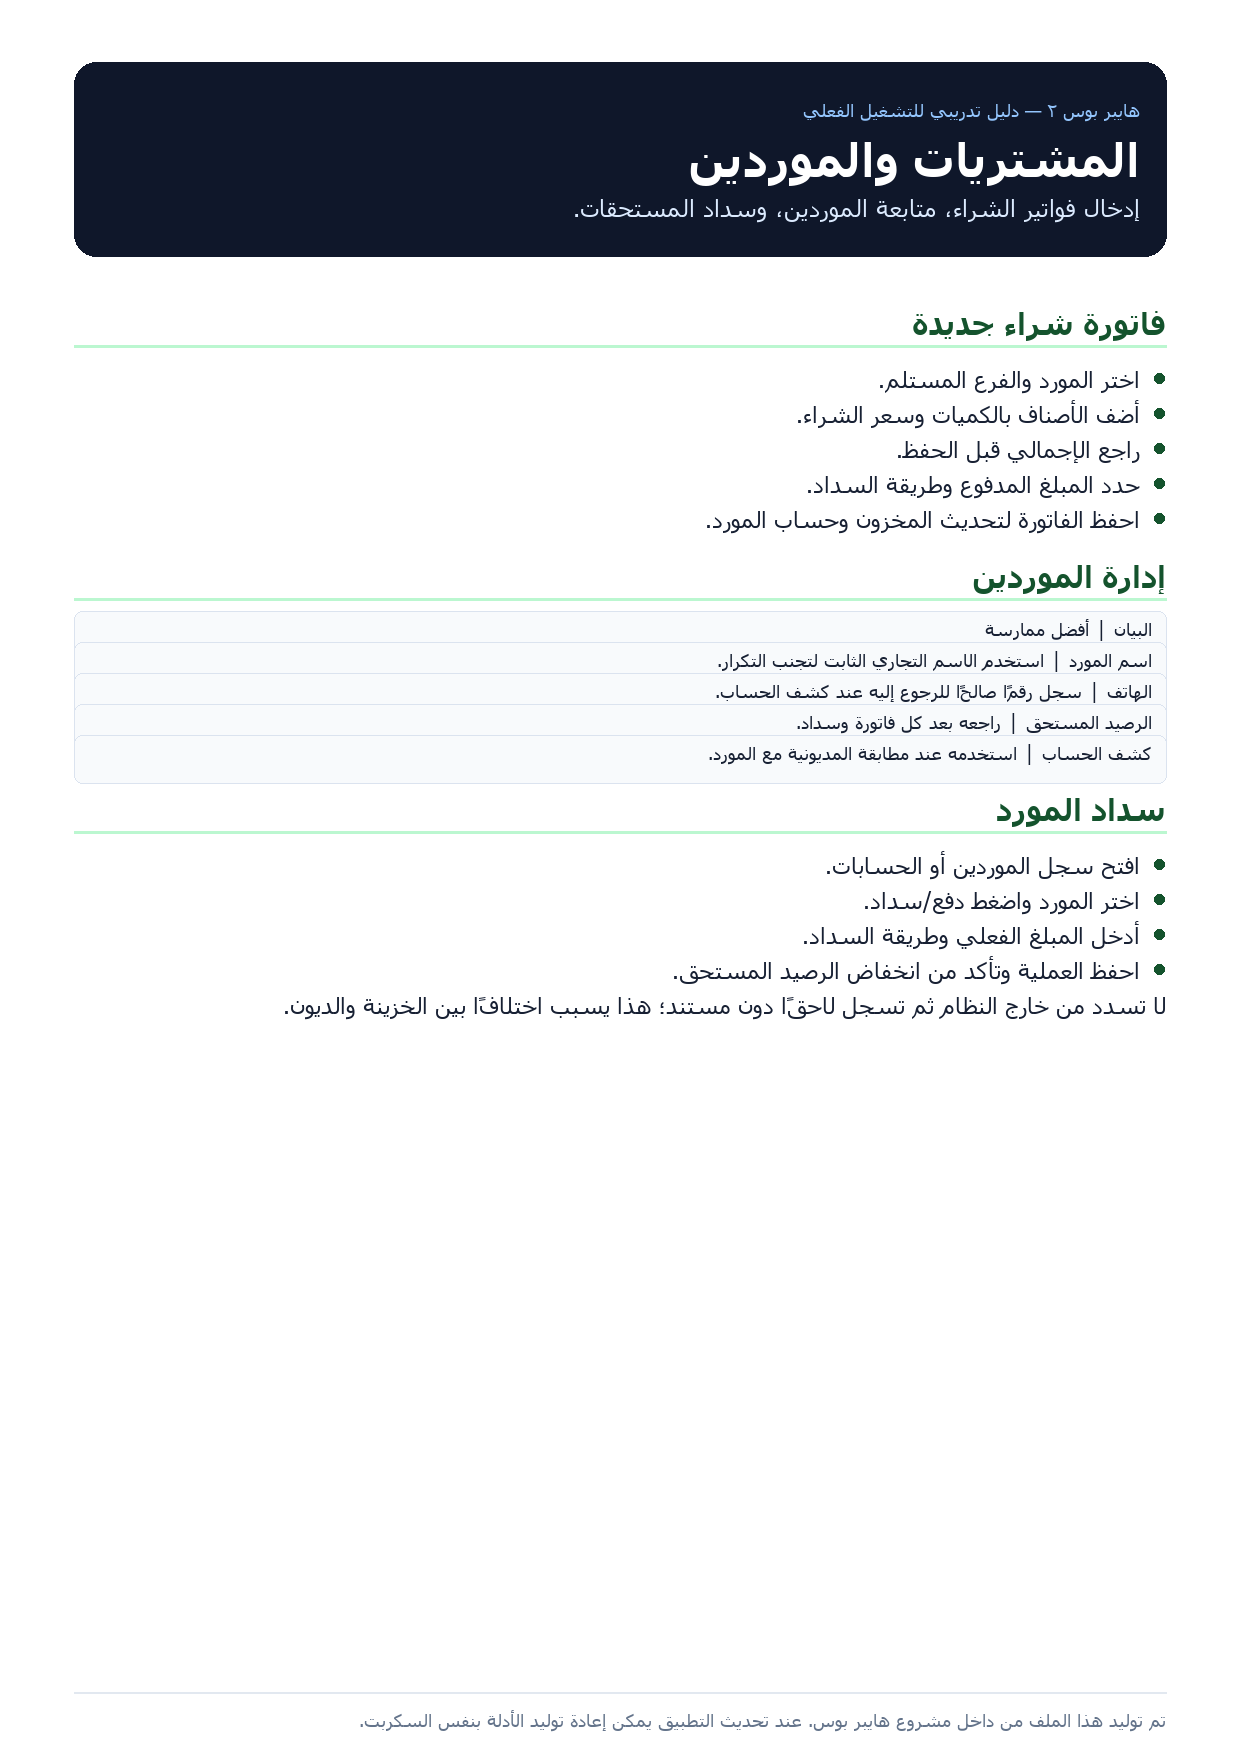 هايبر بوس ٢ — دليل تدريبي للتشغيل الفعلي
المشتريات والموردين
إدخال فواتير الشراء، متابعة الموردين، وسداد المستحقات.
فاتورة شراء جديدة
● اختر المورد والفرع المستلم.
● أضف الأصناف بالكميات وسعر الشراء.
● راجع الإجمالي قبل الحفظ.
● حدد المبلغ المدفوع وطريقة السداد.
● احفظ الفاتورة لتحديث المخزون وحساب المورد.
إدارة الموردين
البيان | أفضل ممارسة
اسم المورد | استخدم الاسم التجاري الثابت لتجنب التكرار.
الهاتف | سجل رقمًا صالحًا للرجوع إليه عند كشف الحساب.
الرصيد المستحق | راجعه بعد كل فاتورة وسداد.
كشف الحساب | استخدمه عند مطابقة المديونية مع المورد.
سداد المورد
● افتح سجل الموردين أو الحسابات.
● اختر المورد واضغط دفع/سداد.
● أدخل المبلغ الفعلي وطريقة السداد.
● احفظ العملية وتأكد من انخفاض الرصيد المستحق.
لا تسدد من خارج النظام ثم تسجل لاحقًا دون مستند؛ هذا يسبب اختلافًا بين الخزينة والديون.
تم توليد هذا الملف من داخل مشروع هايبر بوس. عند تحديث التطبيق يمكن إعادة توليد الأدلة بنفس السكربت.